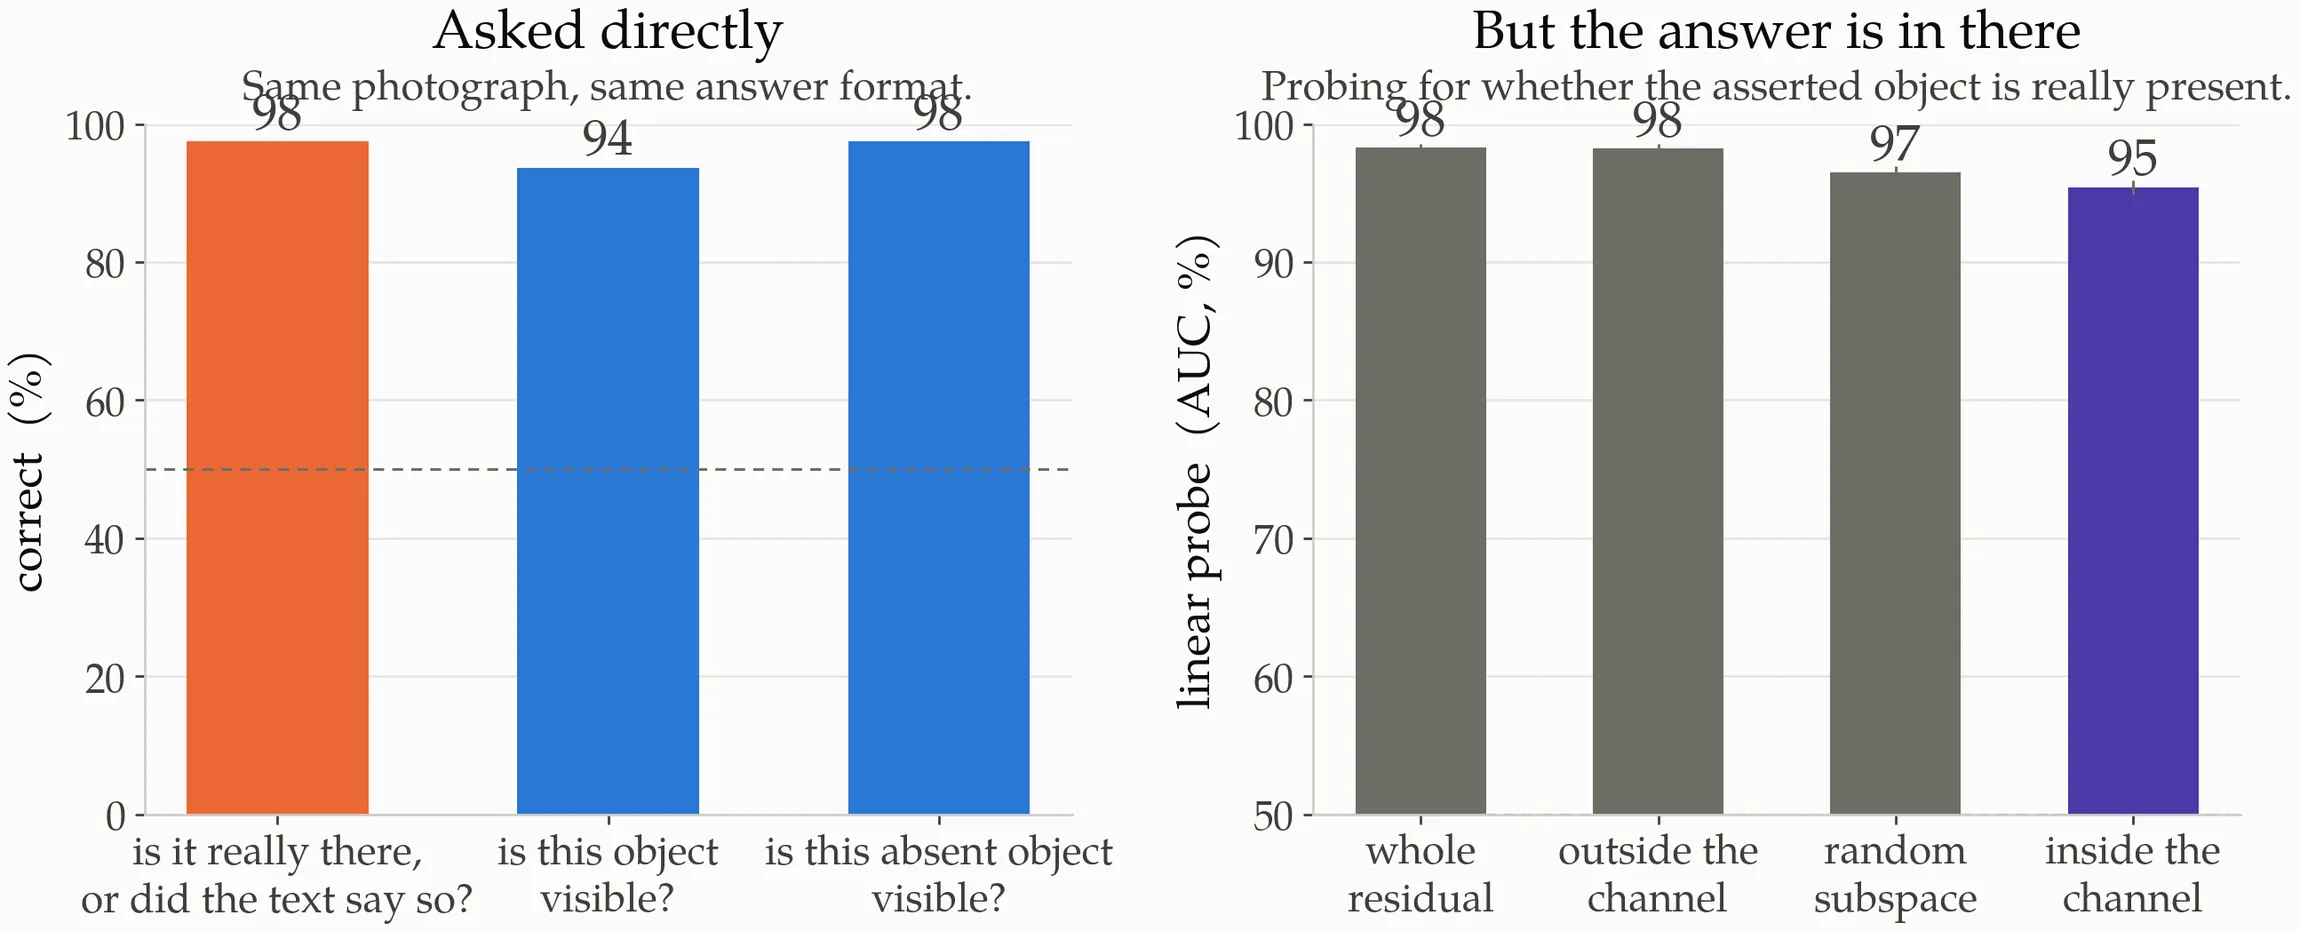 Asked directly
Same photograph, same answer format.
98
94
98
100
80
60
40
20
0
correct (%)
is it really there,
or did the text say so?
is this object
visible?
is this absent object
visible?
But the answer is in there
Probing for whether the asserted object is really present.
98
98
97
95
100
90
80
70
60
50
linear probe (AUC, %)
whole
residual
outside the
channel
random
subspace
inside the
channel